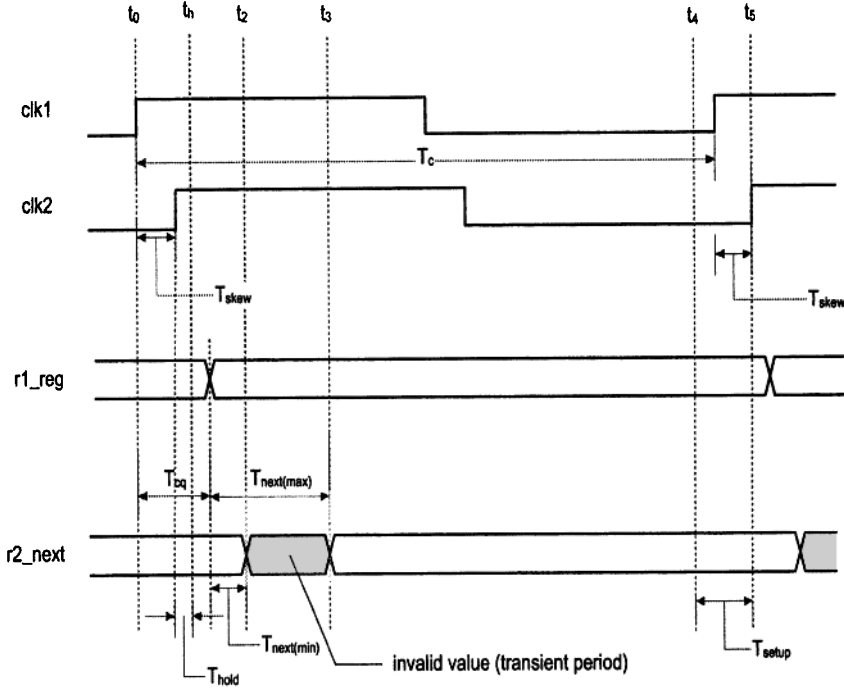 t0 th t2 t3 t4 t5
clk1
Tc
clk2
Tskew
Tskew
r1_reg
Tcq Tnext(max)
r2_next
Tnext(min)
Tsetup
invalid value (transient period)
Thold